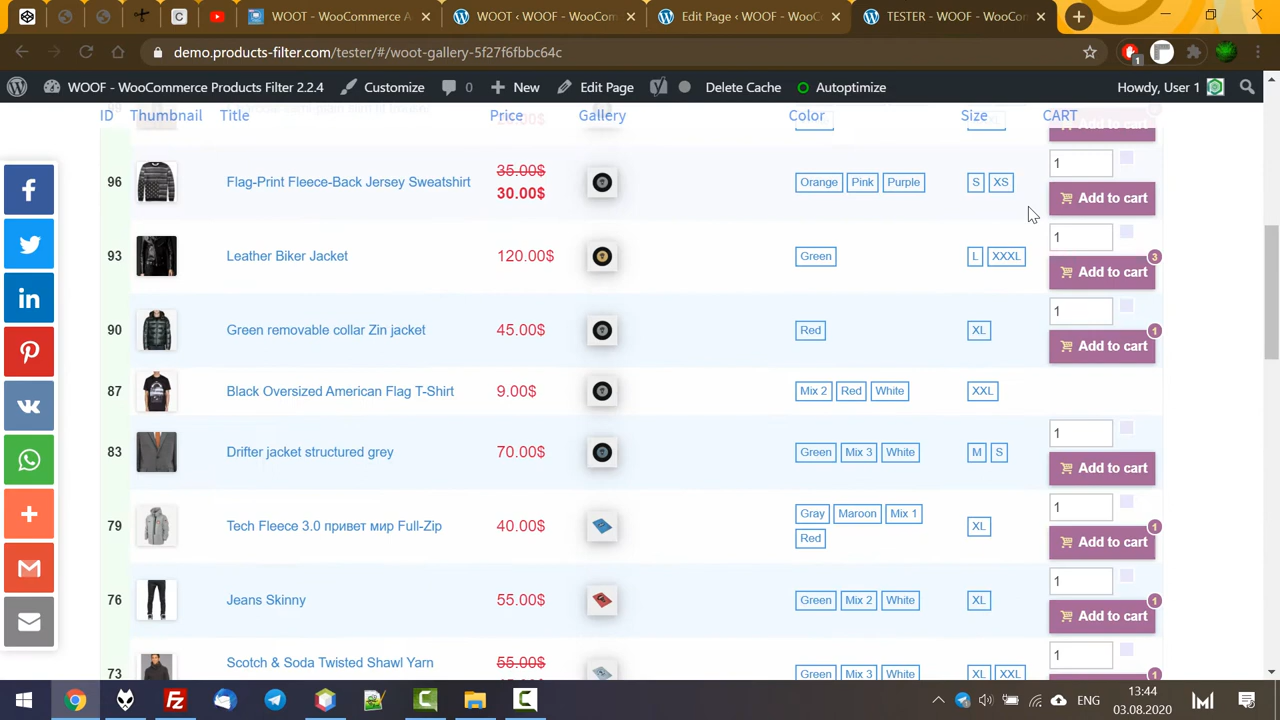 WOOT - WooCommerce A
WOOT ‹ WOOF - WooCom
Edit Page ‹ WOOF - WooCom
TESTER - WOOF - WooCom
demo.products-filter.com/tester/#/woot-gallery-5f27f6fbbc64c
1
WOOF - WooCommerce Products Filter 2.2.4
Customize
0
New
Edit Page
Delete Cache
Autoptimize
Howdy, User 1
ID Thumbnail Title Price Gallery Color Size CART
Add to cart
96 Flag-Print Fleece-Back Jersey Sweatshirt 35.00$ 30.00$ Orange Pink Purple S XS 1 Add to cart
93 Leather Biker Jacket 120.00$ Green L XXXL 1 Add to cart 3
90 Green removable collar Zin jacket 45.00$ Red XL 1 Add to cart 1
87 Black Oversized American Flag T-Shirt 9.00$ Mix 2 Red White XXL
83 Drifter jacket structured grey 70.00$ Green Mix 3 White M S 1 Add to cart
79 Tech Fleece 3.0 привет мир Full-Zip 40.00$ Gray Maroon Mix 1 Red XL 1 Add to cart 1
76 Jeans Skinny 55.00$ Green Mix 2 White XL 1 Add to cart 1
73 Scotch & Soda Twisted Shawl Yarn 55.00$ Green Mix 3 White XL XXL 1 1
ENG
13:44
03.08.2020